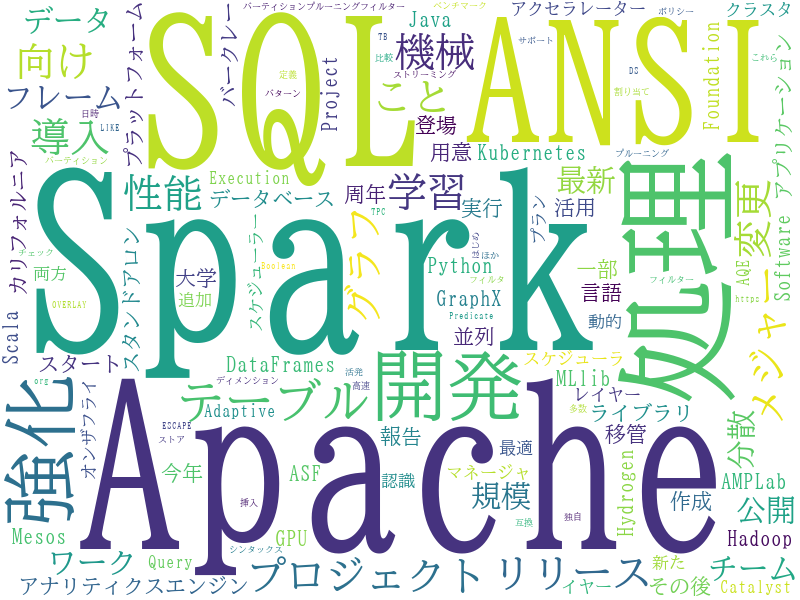 データ
パーティションプルーニングフィルター
ベンチマーク
アクセラレーター
ポリシー
クラスタ
向け
プラットフォーム
バークレー
SQL
ANSI
TB
比較
Java
機械
サポート
DS
これら
フレーム
定義
パターン
Project
ストリーミング
こと
登場
割り当て
Foundation
導入
日時
LIKE
用意
Kubernetes
プルーニング
アプリケーション
パーティション
カリフォルニア
性能
Execution
データベース
周年
学習
実行
最新
活用
処理
変更
Spark
TPC
はじめ
ほか
プラン
チェック
両方
スタンドアロン
スケジューラー
Boolean
グラフ
フィルタ
Python
一部
フィルター
AQE
Software
大学
追加
GraphX
言語
https
OVERLAY
Predicate
並列
動的
メジャー
Scala
スタート
DataFrames
スケジューラ
org
強化
ディメンション
活発
高速
MLlib
レイヤー
テーブル
開発
Adaptive
多数
ライブラリ
オンザフライ
ESCAPE
ストア
Apache
報告
最適
移管
分散
今年
ASF
認識
マネージャ
Hydrogen
AMPLab
挿入
規模
独自
作成
公開
Mesos
GPU
互換
Hadoop
シンタックス
ワーク
Query
プロジェクト
リリース
新た
チーム
アナリティクスエンジン
イヤー
その後
Catalyst